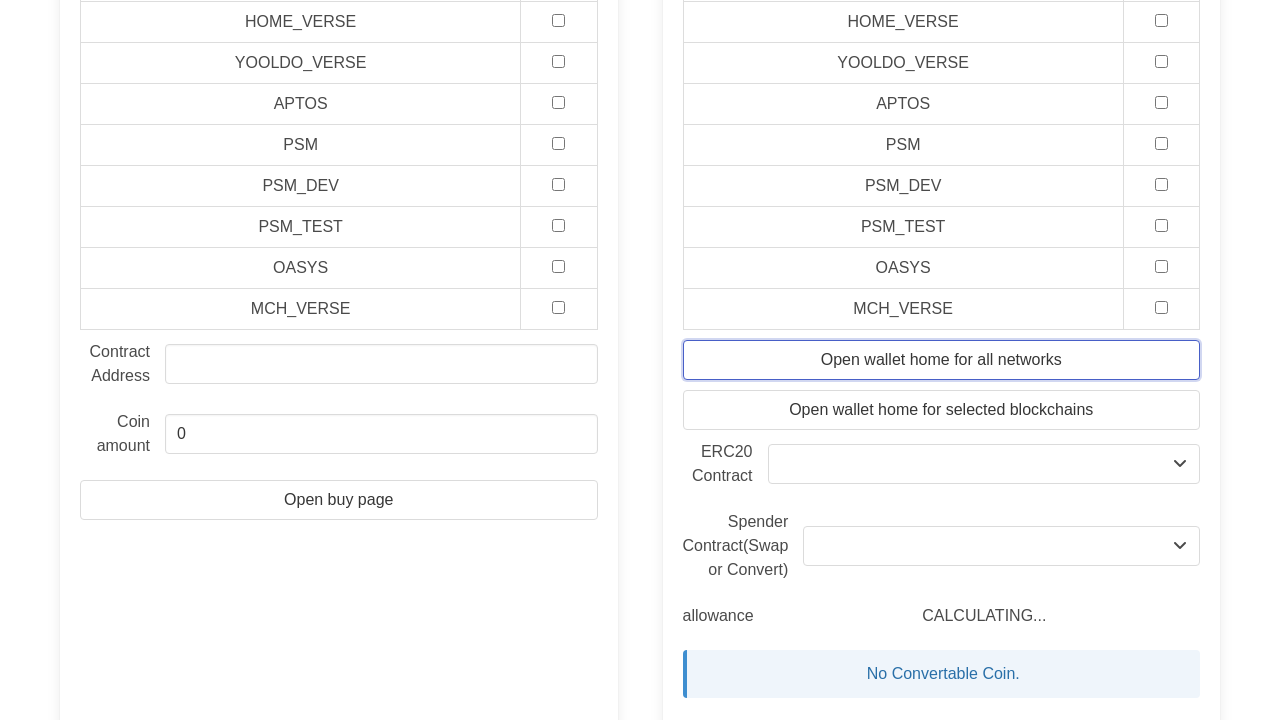 HOME_VERSE
YOOLDO_VERSE
APTOS
PSM
PSM_DEV
PSM_TEST
OASYS
MCH_VERSE
Contract
Address
Coin
amount
0
Open buy page
HOME_VERSE
YOOLDO_VERSE
APTOS
PSM
PSM_DEV
PSM_TEST
OASYS
MCH_VERSE
Open wallet home for all networks
Open wallet home for selected blockchains
ERC20
Contract
Spender
Contract(Swap
or Convert)
allowance CALCULATING...
No Convertable Coin.